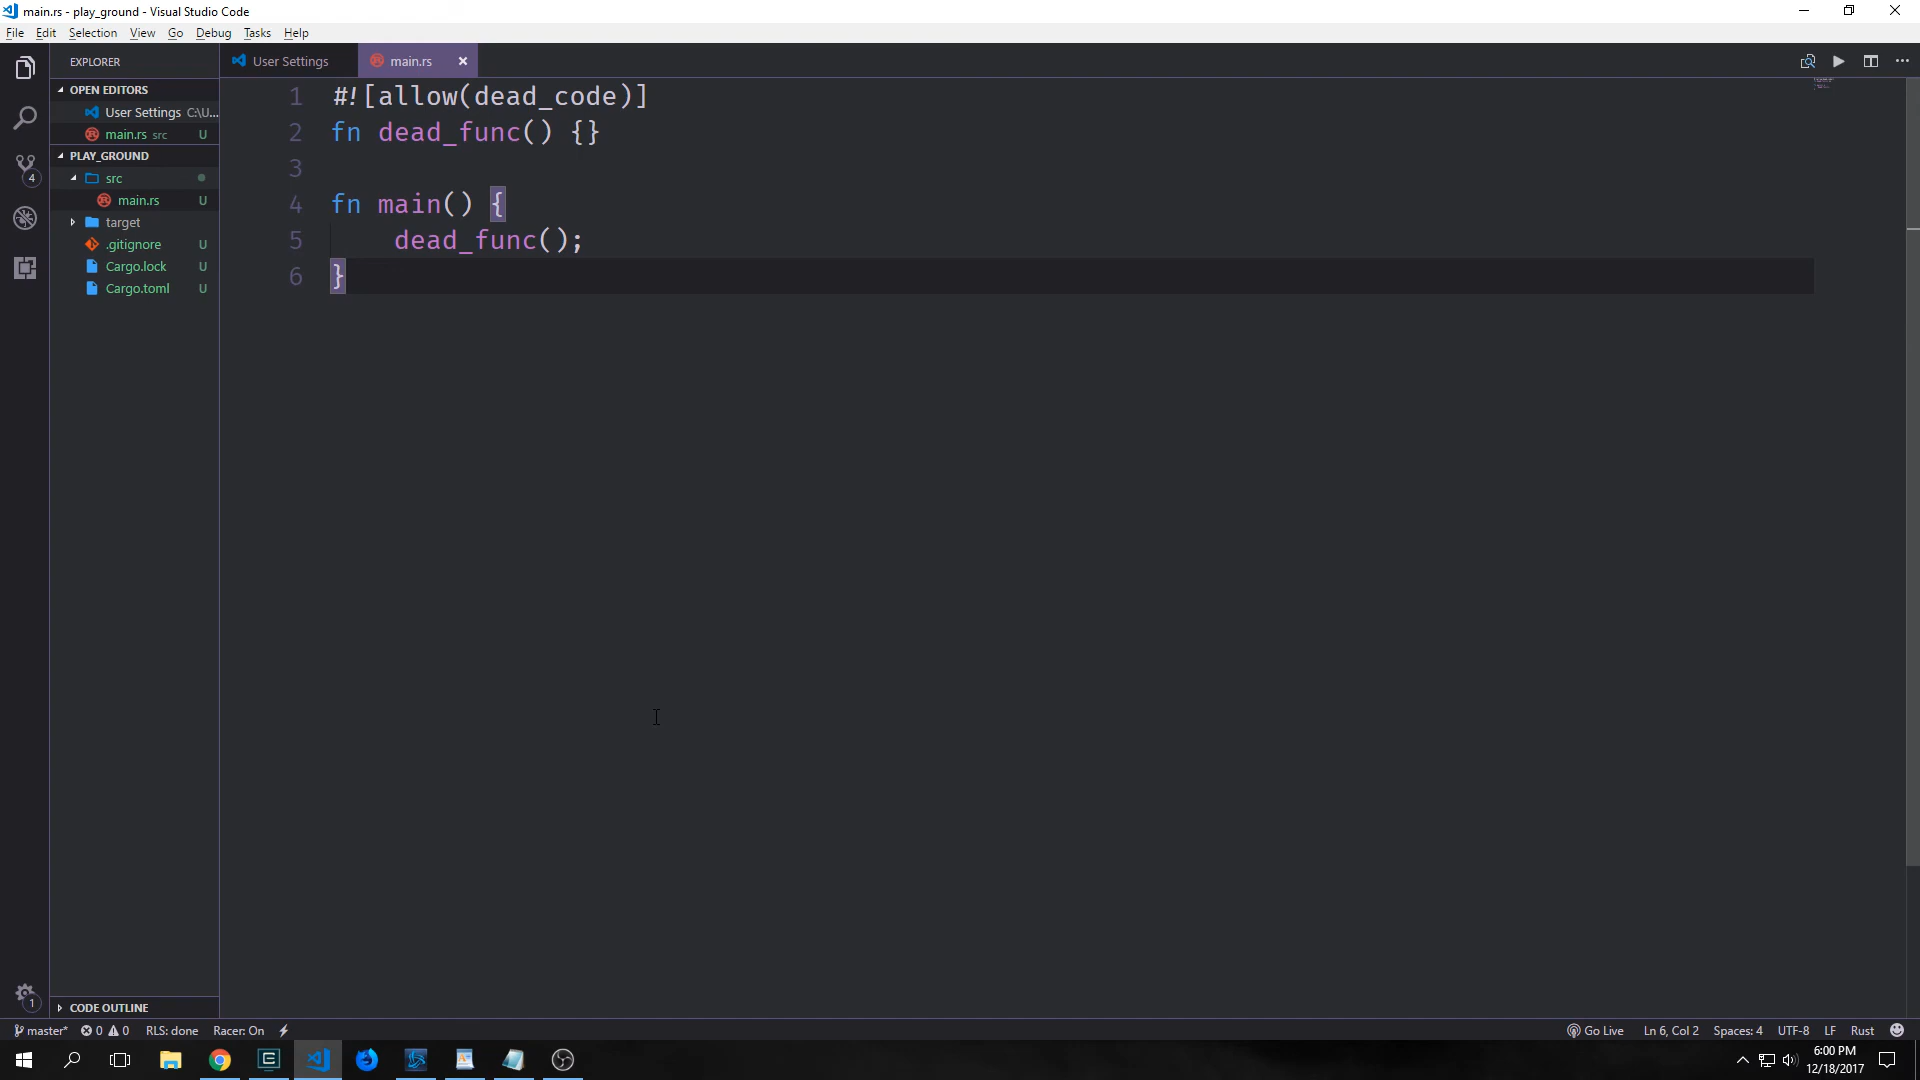 main.rs - play_ground - Visual Studio Code
File Edit Selection View Go Debug Tasks Help
EXPLORER
OPEN EDITORS
User Settings C:\U...
main.rs src U
PLAY_GROUND
src
main.rs U
target
.gitignore U
Cargo.lock U
Cargo.toml U
CODE OUTLINE
4
1
User Settings
main.rs
1 #![allow(dead_code)]
2 fn dead_func() {}
3
4 fn main() {
5 dead_func();
6 }
master* 0 0 RLS: done Racer: On
Go Live Ln 6, Col 2 Spaces: 4 UTF-8 LF Rust
6:00 PM
12/18/2017